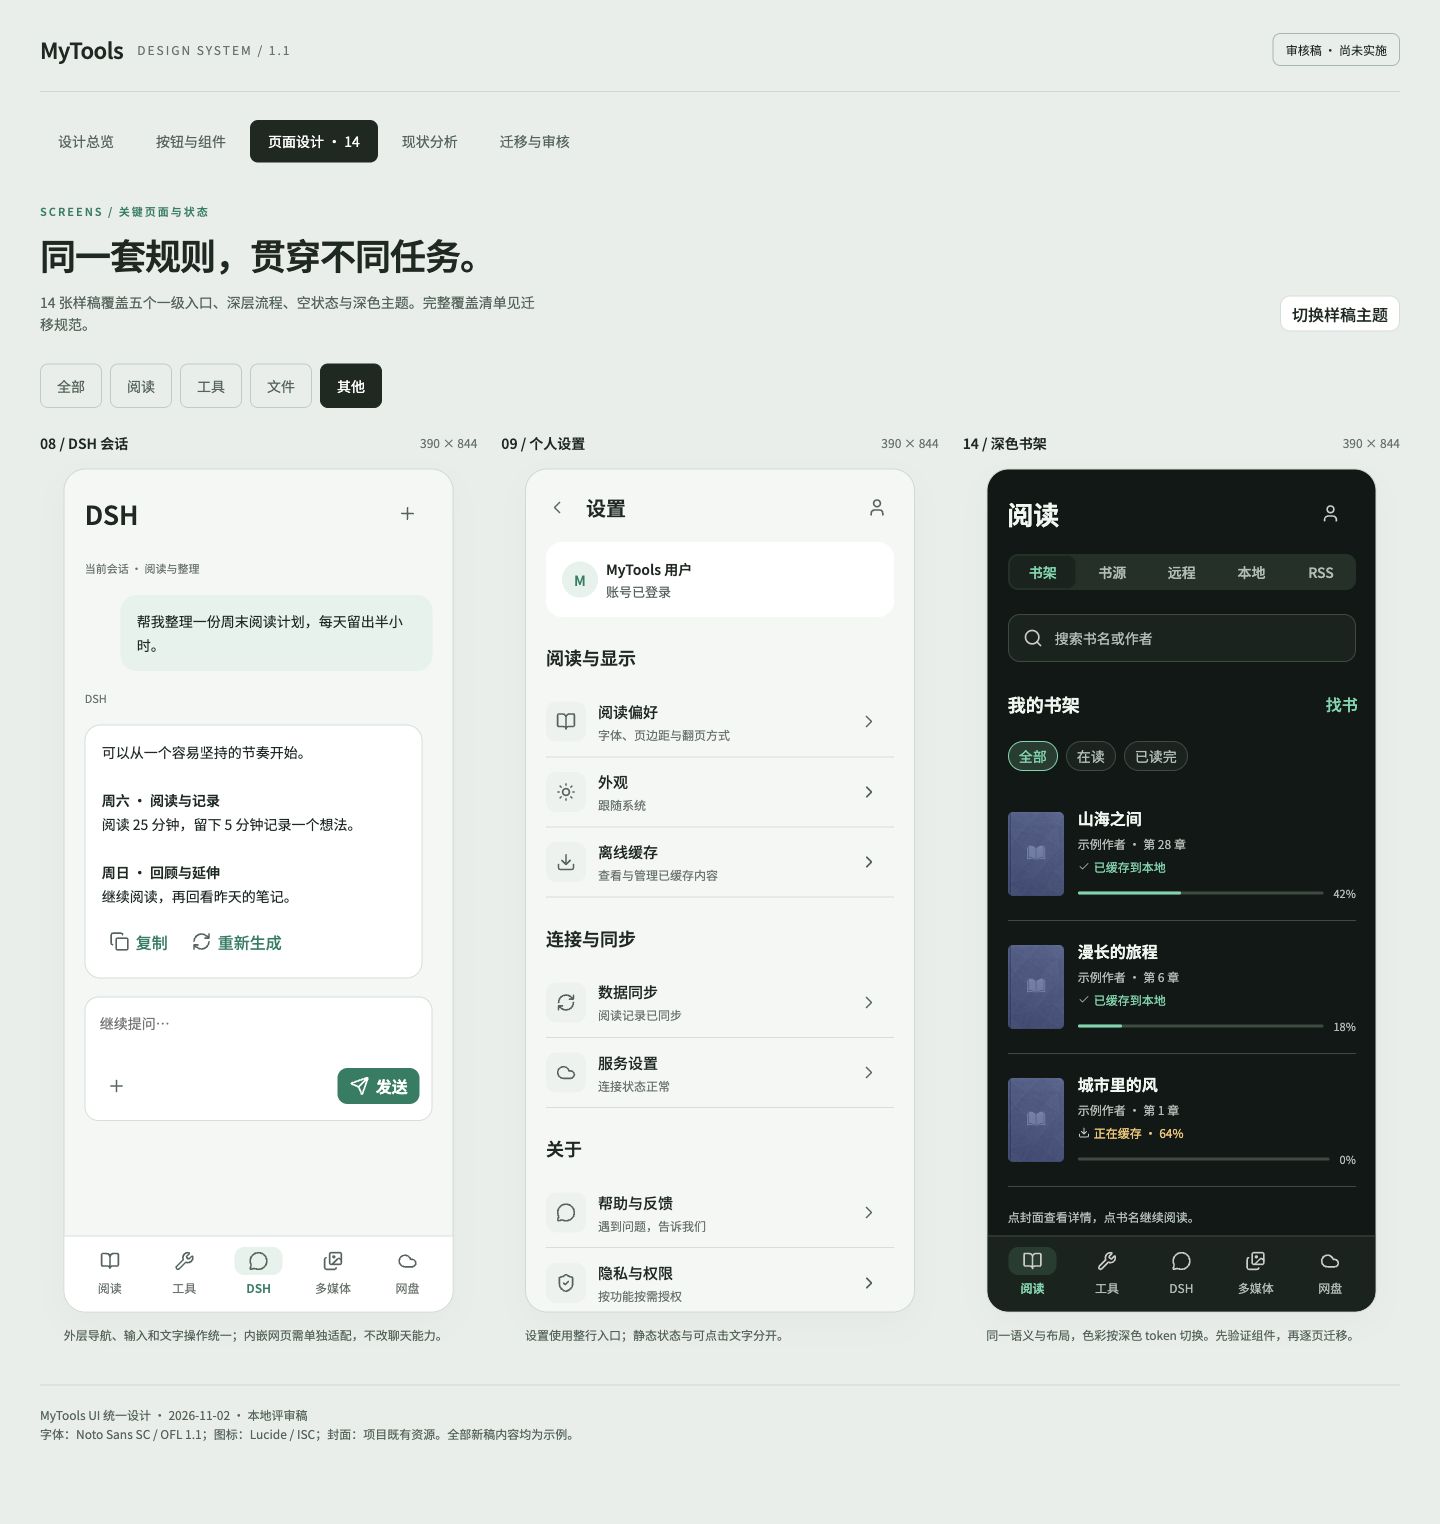 MyTools DESIGN SYSTEM / 1.1
审核稿 · 尚未实施
设计总览 按钮与组件 页面设计 · 14 现状分析 迁移与审核
SCREENS / 关键页面与状态
同一套规则，贯穿不同任务。
14 张样稿覆盖五个一级入口、深层流程、空状态与深色主题。完整覆盖清单见迁
移规范。
切换样稿主题
全部 阅读 工具 文件 其他
08 / DSH 会话 390 × 844
DSH
当前会话 · 阅读与整理
帮我整理一份周末阅读计划，每天留出半小
时。
DSH
可以从一个容易坚持的节奏开始。
周六 · 阅读与记录
阅读 25 分钟，留下 5 分钟记录一个想法。
周日 · 回顾与延伸
继续阅读，再回看昨天的笔记。
复制 重新生成
继续提问…
发送
阅读 工具 DSH 多媒体 网盘
外层导航、输入和文字操作统一；内嵌网页需单独适配，不改聊天能力。
09 / 个人设置 390 × 844
设置
M
MyTools 用户
账号已登录
阅读与显示
阅读偏好
字体、页边距与翻页方式
外观
跟随系统
离线缓存
查看与管理已缓存内容
连接与同步
数据同步
阅读记录已同步
服务设置
连接状态正常
关于
帮助与反馈
遇到问题，告诉我们
隐私与权限
按功能按需授权
设置使用整行入口；静态状态与可点击文字分开。
14 / 深色书架 390 × 844
阅读
书架 书源 远程 本地 RSS
搜索书名或作者
我的书架 找书
全部 在读 已读完
山海之间
示例作者 · 第 28 章
已缓存到本地
42%
漫长的旅程
示例作者 · 第 6 章
已缓存到本地
18%
城市里的风
示例作者 · 第 1 章
正在缓存 · 64%
0%
点封面查看详情，点书名继续阅读。
阅读 工具 DSH 多媒体 网盘
同一语义与布局，色彩按深色 token 切换。先验证组件，再逐页迁移。
MyTools UI 统一设计 · 2026-11-02 · 本地评审稿
字体：Noto Sans SC / OFL 1.1；图标：Lucide / ISC；封面：项目既有资源。全部新稿内容均为示例。